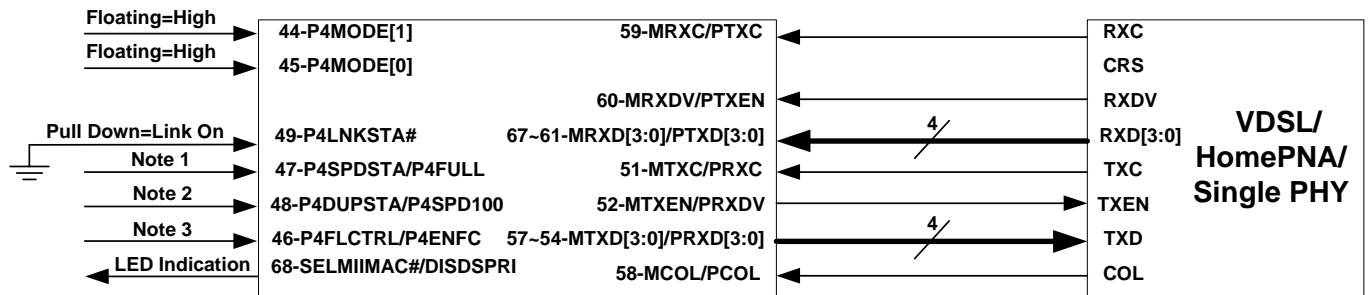 Floating=High
44-P4MODE[1]
59-MRXC/PTXC
RXC
Floating=High
45-P4MODE[0]
CRS
60-MRXDV/PTXEN
RXDV
Pull Down=Link On
49-P4LNKSTA#
67~61-MRXD[3:0]/PTXD[3:0]
4
RXD[3:0]
VDSL/
HomePNA/
Single PHY
Note 1
47-P4SPDSTA/P4FULL
51-MTXC/PRXC
TXC
Note 2
48-P4DUPSTA/P4SPD100
52-MTXEN/PRXDV
TXEN
Note 3
46-P4FLCTRL/P4ENFC
57~54-MTXD[3:0]/PRXD[3:0]
4
TXD
LED Indication
68-SELMIIMAC#/DISDSPRI
58-MCOL/PCOL
COL